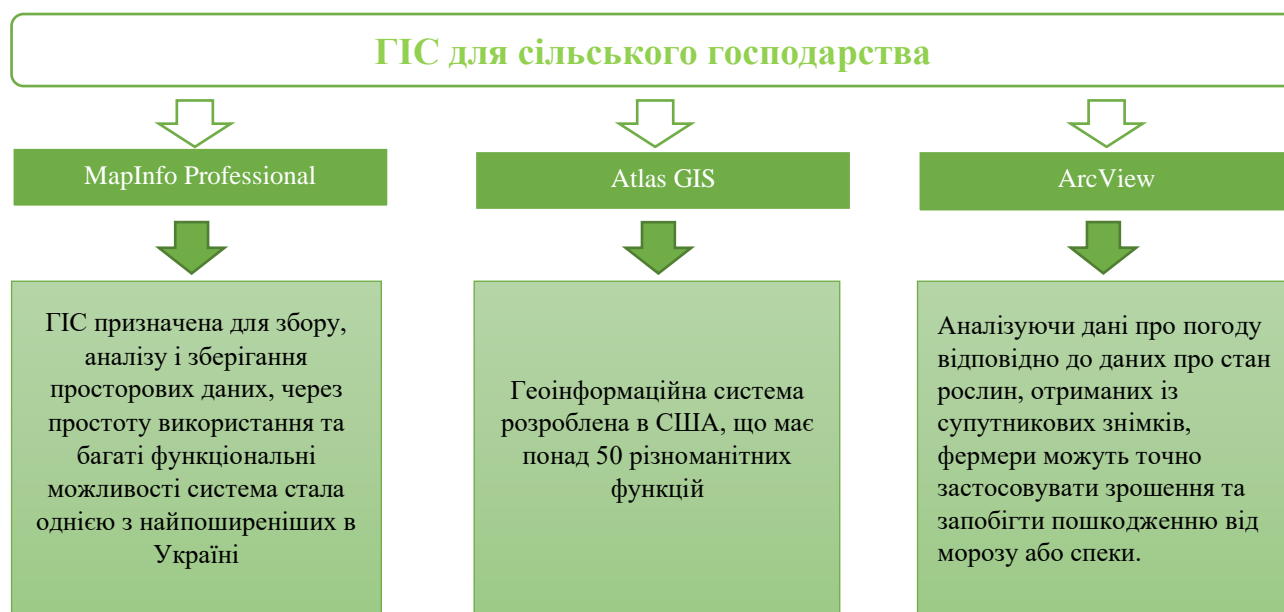 ГІС для сільського господарства
MapInfo Professional
Atlas GIS
ArcView
ГІС призначена для збору,
аналізу і зберігання
просторових даних, через
простоту використання та
багаті функціональні
можливості система стала
однією з найпоширеніших в
Україні
Геоінформаційна система
розроблена в США, що має
понад 50 різноманітних
функцій
Аналізуючи дані про погоду
відповідно до даних про стан
рослин, отриманих із
супутникових знімків,
фермери можуть точно
застосовувати зрошення та
запобігти пошкодженню від
морозу або спеки.